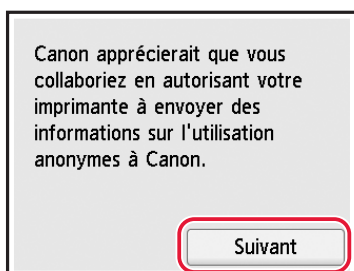 Canon apprécierait que vous
collaboriez en autorisant votre
imprimante à envoyer des
informations sur l'utilisation
anonymes à Canon.
Suivant